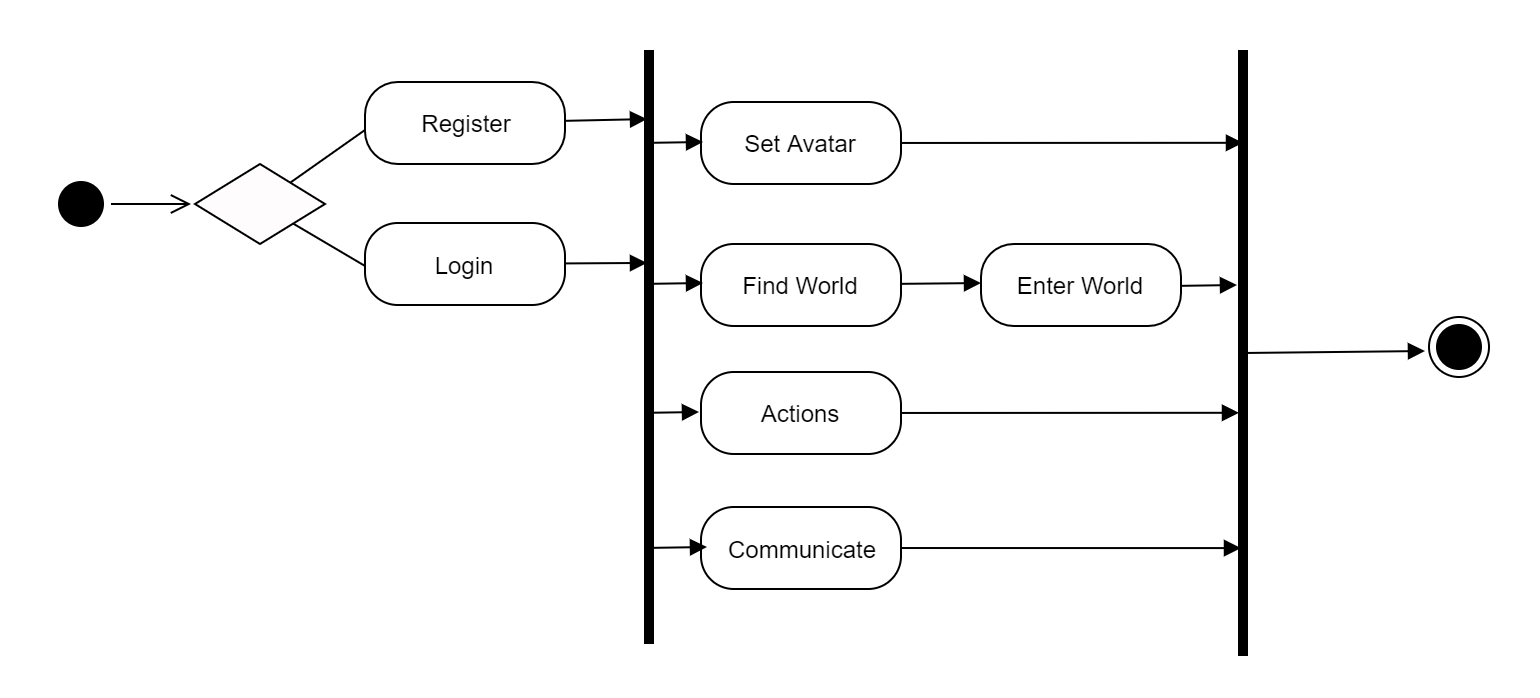 Register
Login
Set Avatar
Find World
Enter World
Actions
Communicate